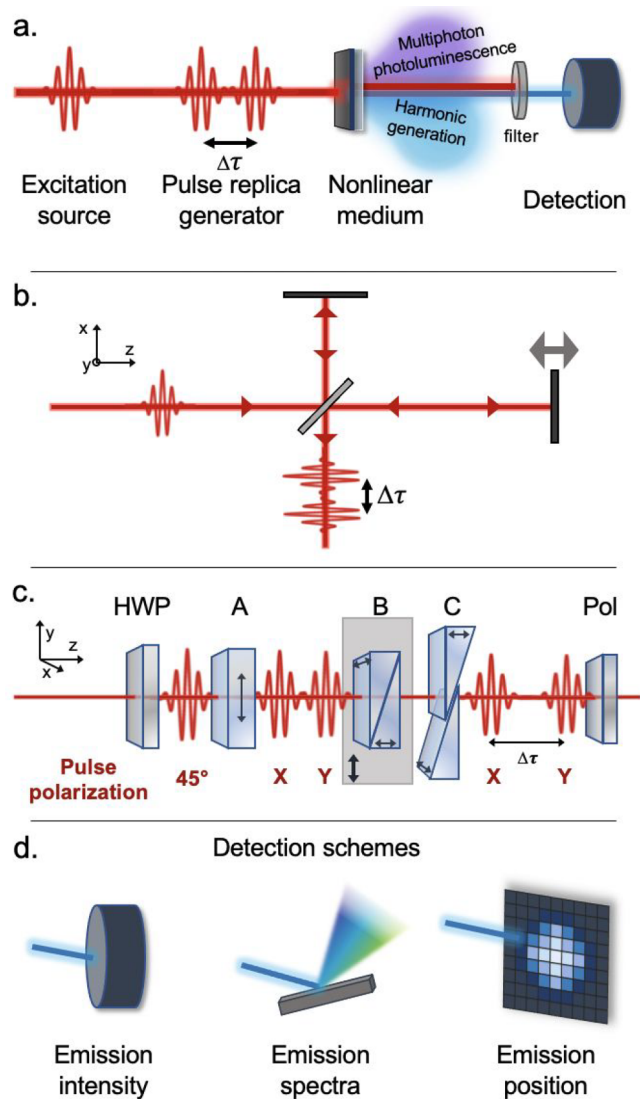 a.
Multiphoton
photoluminescence
Harmonic
generation
filter
Δτ
Excitation
source
Pulse replica
generator
Nonlinear
medium
Detection
b.
x
y
z
Δτ
c.
HWP
A
B
C
Pol
y
z
x
Δτ
Pulse
polarization
45°
X
Y
X
Y
d.
Detection schemes
Emission
intensity
Emission
spectra
Emission
position